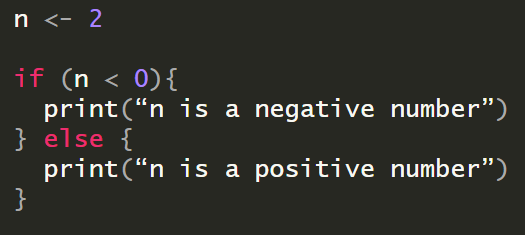 n <- 2
if (n < 0){
print(“n is a negative number”)
} else {
print(“n is a positive number”)
}